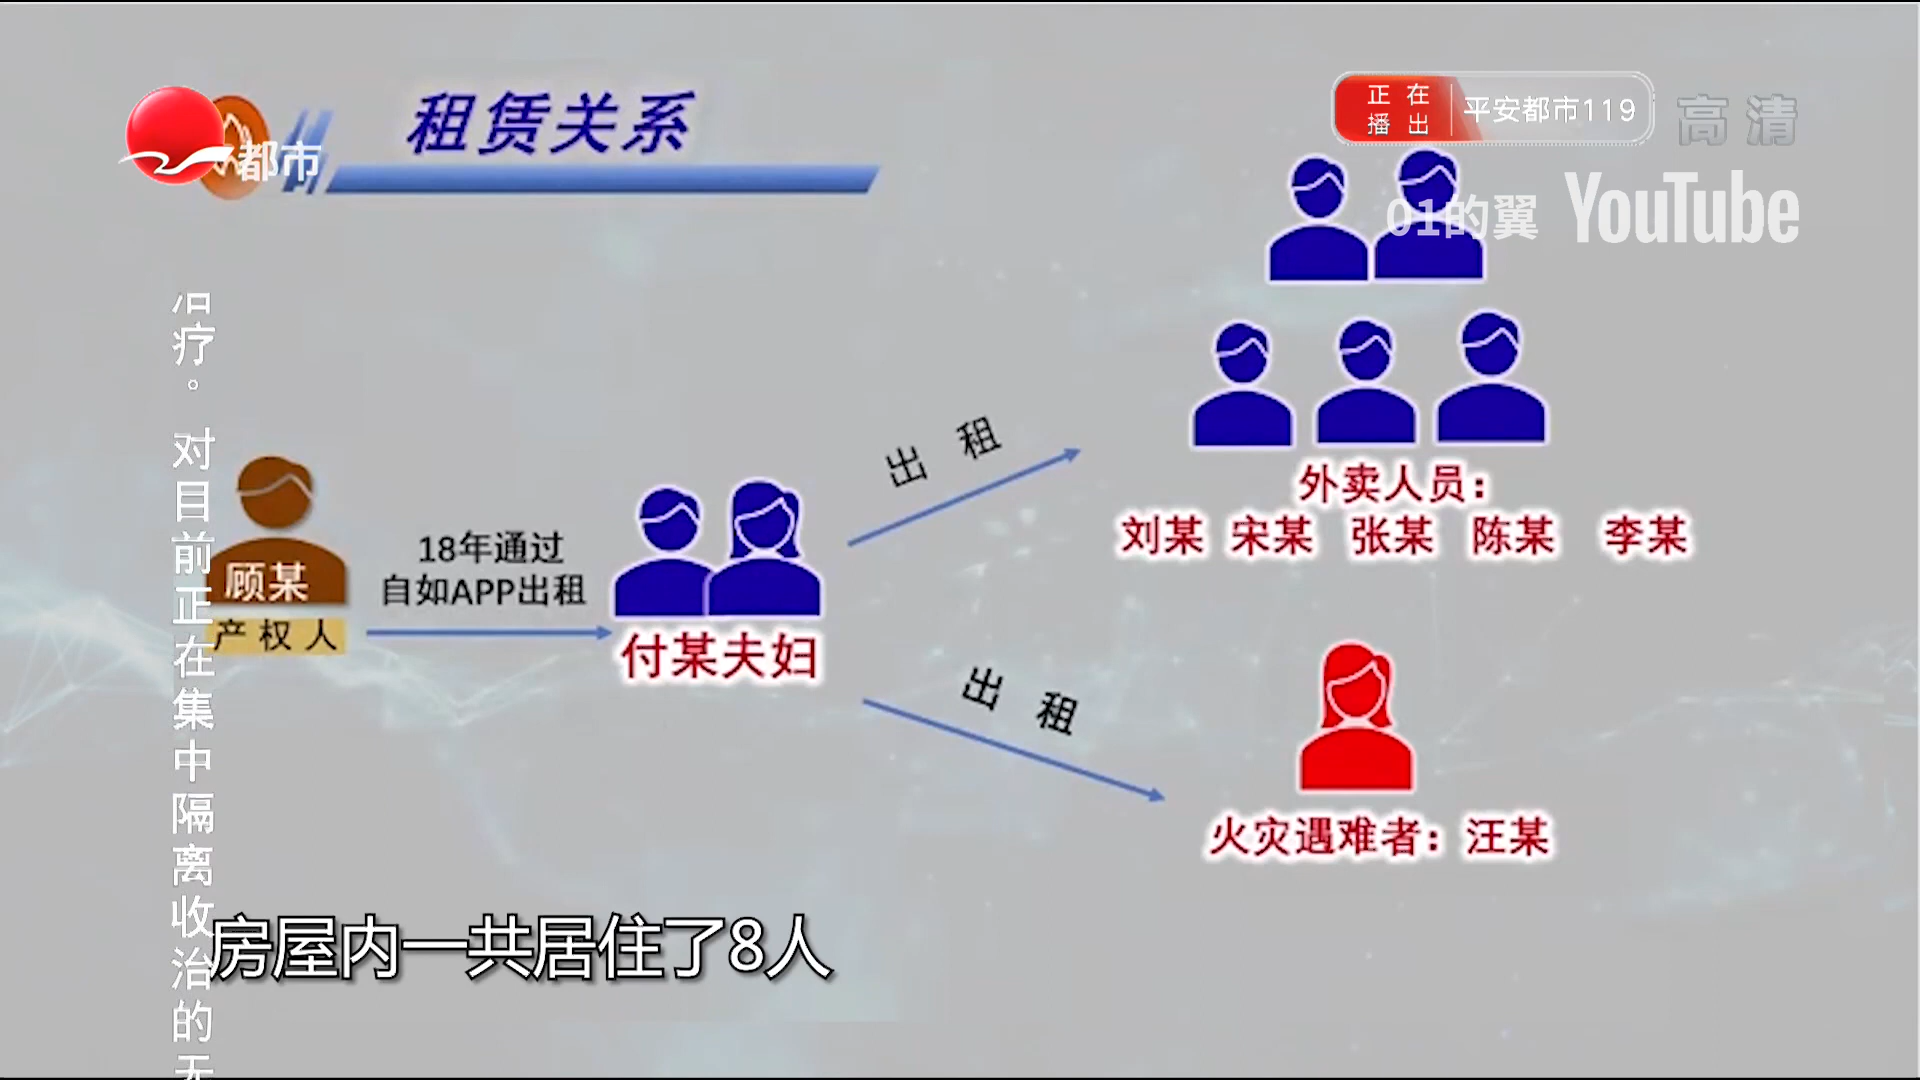 租赁关系
都市
正在播出
平安都市119
高清
01的翼 YouTube
疗。对目前正在集中隔离收治的
顾某
产权人
18年通过
自如APP出租
付某夫妇
出租
外卖人员：
刘某 宋某 张某 陈某 李某
出租
火灾遇难者：汪某
房屋内一共居住了8人